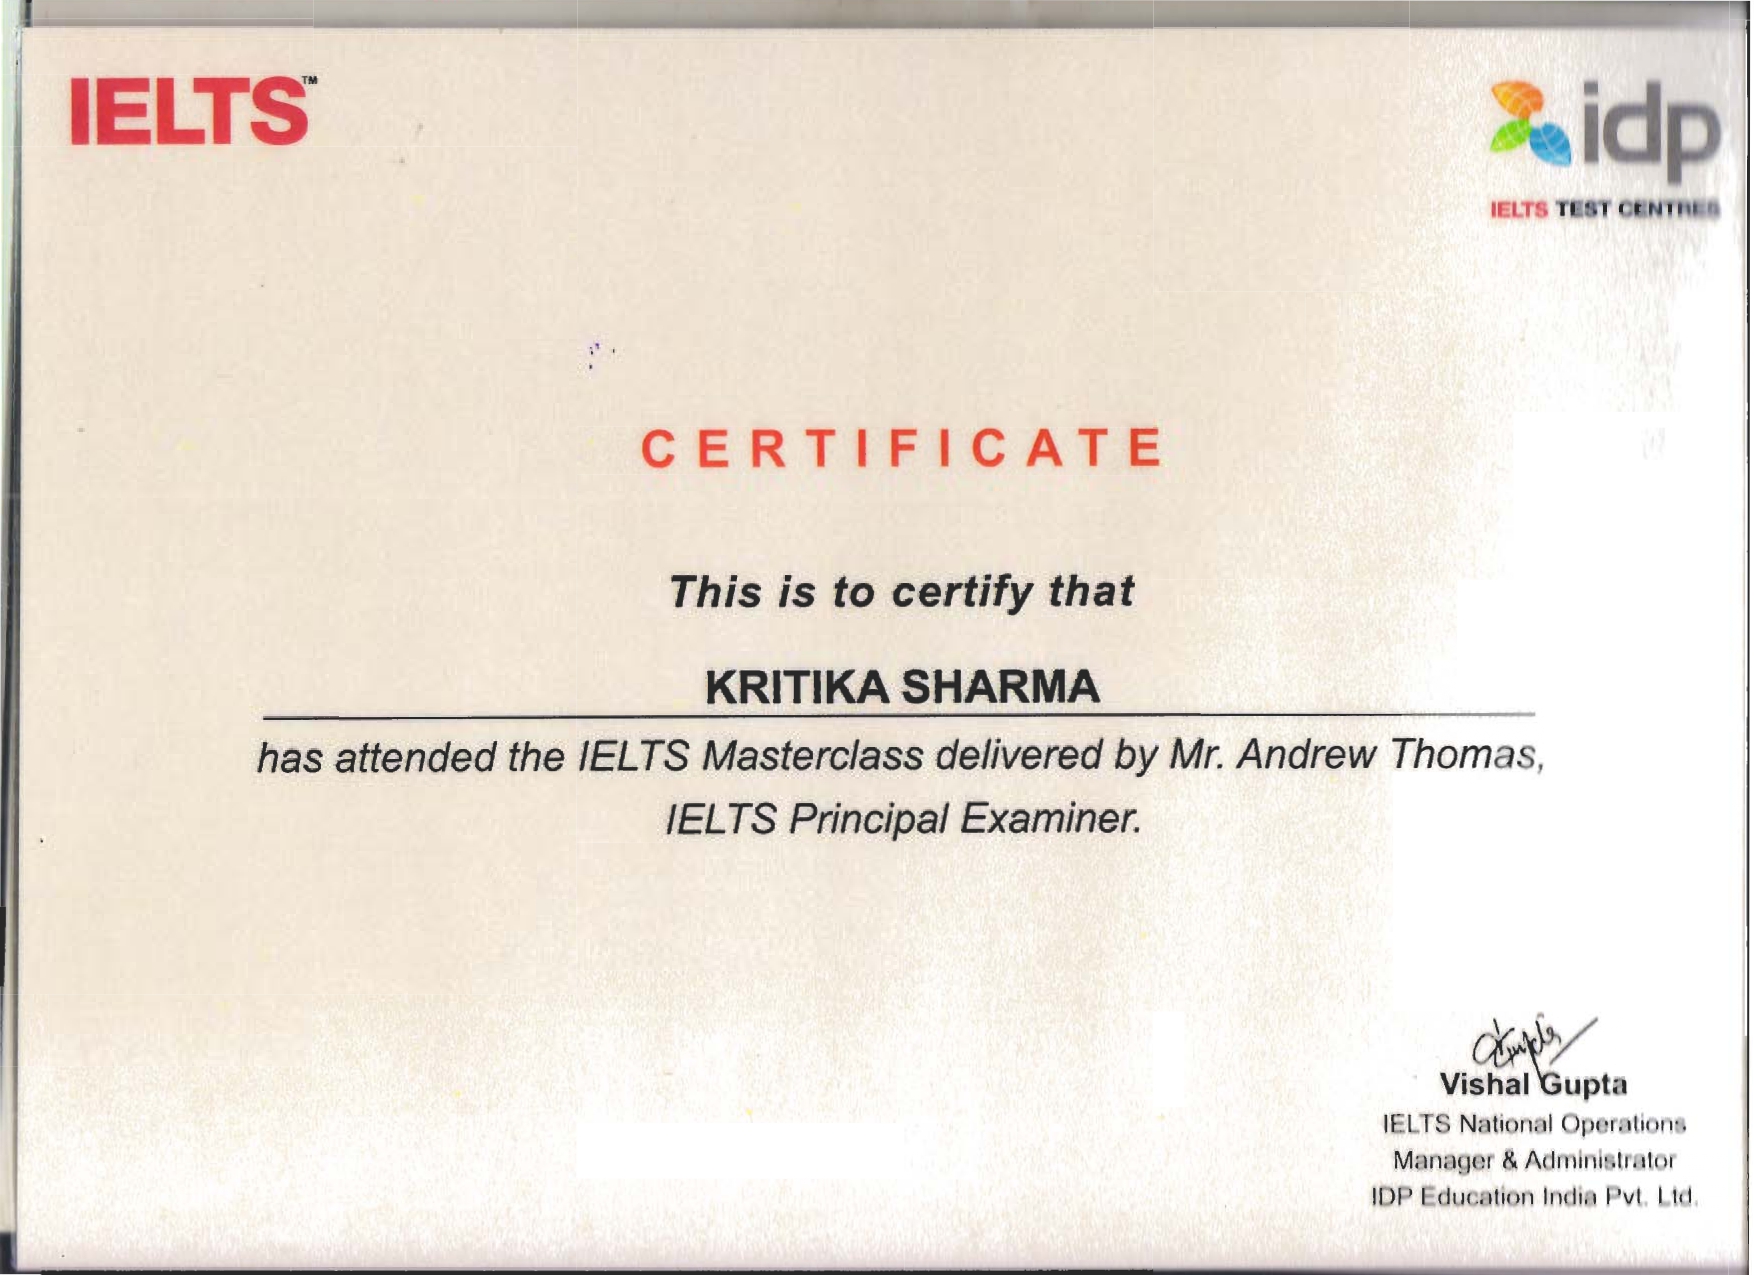 IELTS™
idp
IELTS TEST CENTRES
CERTIFICATE
This is to certify that
KRITIKA SHARMA
has attended the IELTS Masterclass delivered by Mr. Andrew Thomas,
IELTS Principal Examiner.
Vishal Gupta
IELTS National Operations
Manager & Administrator
IDP Education India Pvt. Ltd.